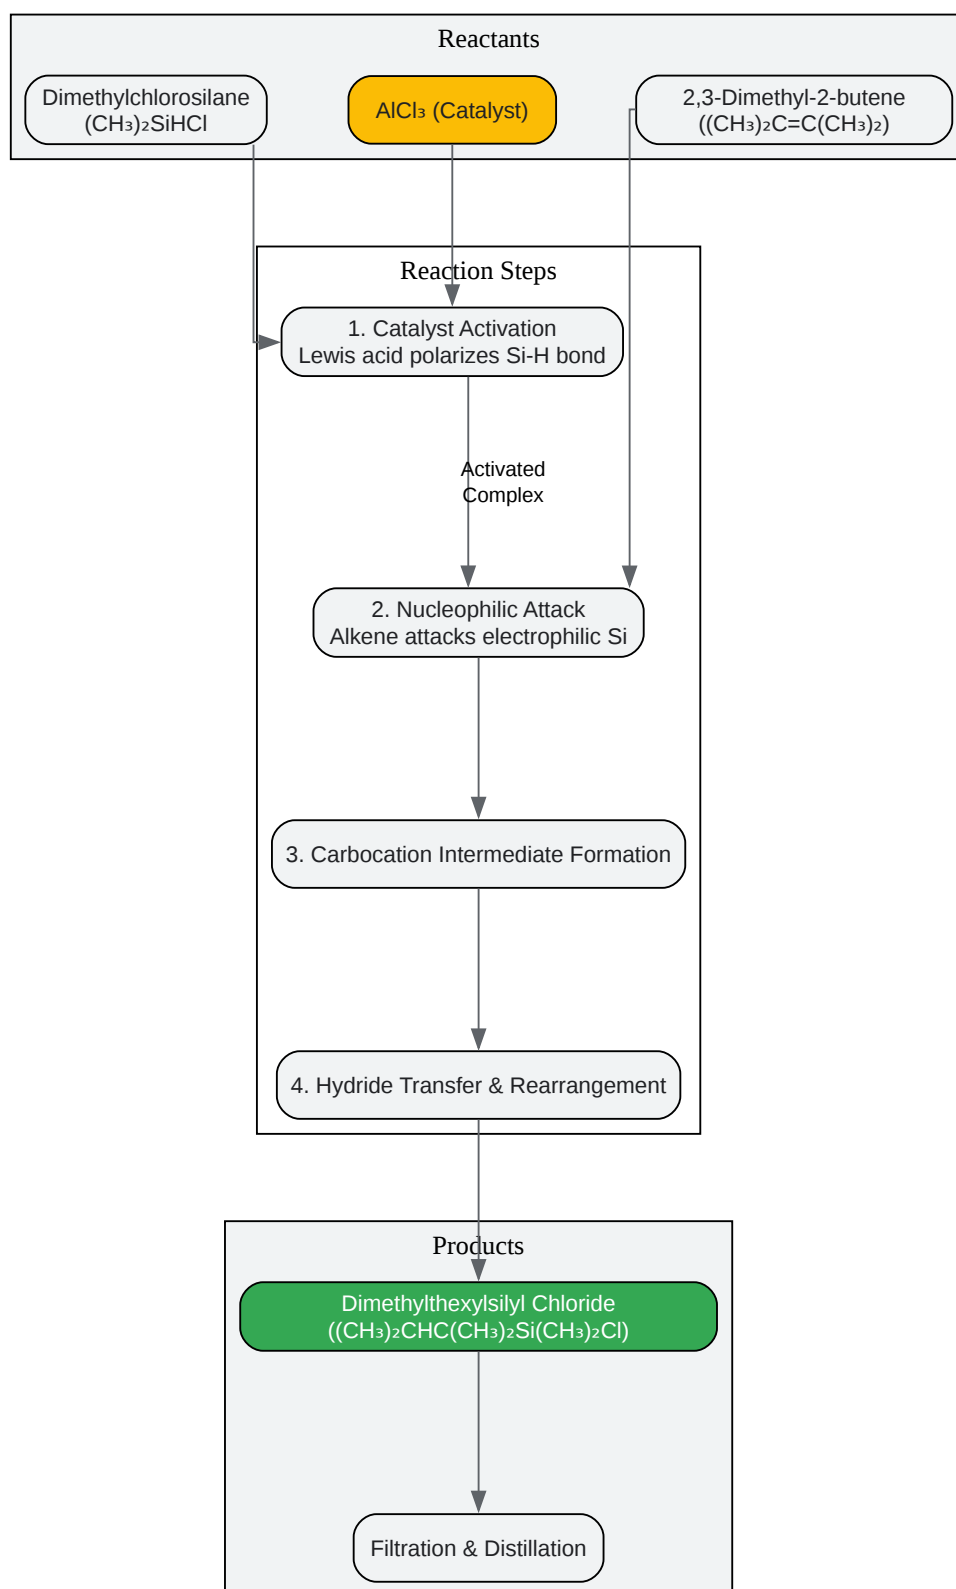 Reactants
Dimethylchlorosilane
(CH₃)₂SiHCl
AlCl₃ (Catalyst)
2,3-Dimethyl-2-butene
((CH₃)₂C=C(CH₃)₂)
Reaction Steps
1. Catalyst Activation
Lewis acid polarizes Si-H bond
Activated
Complex
2. Nucleophilic Attack
Alkene attacks electrophilic Si
3. Carbocation Intermediate Formation
4. Hydride Transfer & Rearrangement
Products
Dimethylthexylsilyl Chloride
((CH₃)₂CHC(CH₃)₂Si(CH₃)₂Cl)
Filtration & Distillation